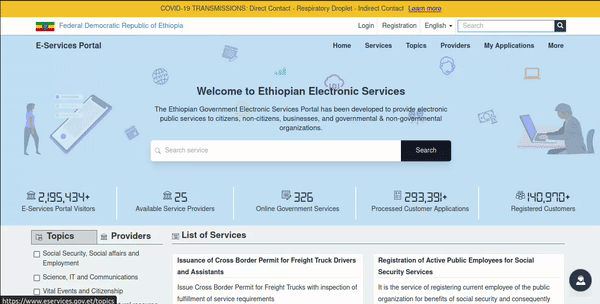 COVID-19 TRANSMISSIONS: Direct Contact - Respiratory Droplet - Indirect Contact Learn more
Federal Democratic Republic of Ethiopia Login Registration English Search
E-Services Portal Home Services Topics Providers My Applications More
Welcome to Ethiopian Electronic Services
The Ethiopian Government Electronic Services Portal has been developed to provide electronic
public services to citizens, non-citizens, businesses, and governmental & non-governmental
organizations.
Search service Search
2,195,434+ 25 326 293,391+ 140,970+
E-Services Portal Visitors Available Service Providers Online Government Services Processed Customer Applications Registered Customers
Topics Providers List of Services
Social Security, Social affairs and
Employment
Science, IT and Communications
Vital Events and Citizenship
Issuance of Cross Border Permit for Freight Truck Drivers
and Assistants
Issue Cross Border Permit for Freight Trucks with inspection of
fulfillment of service requirements
Registration of Active Public Employees for Social
Security Services
It is the service of registering current employee of the public
organization for benefits of social security and consequently
https://www.eservices.gov.et/topics